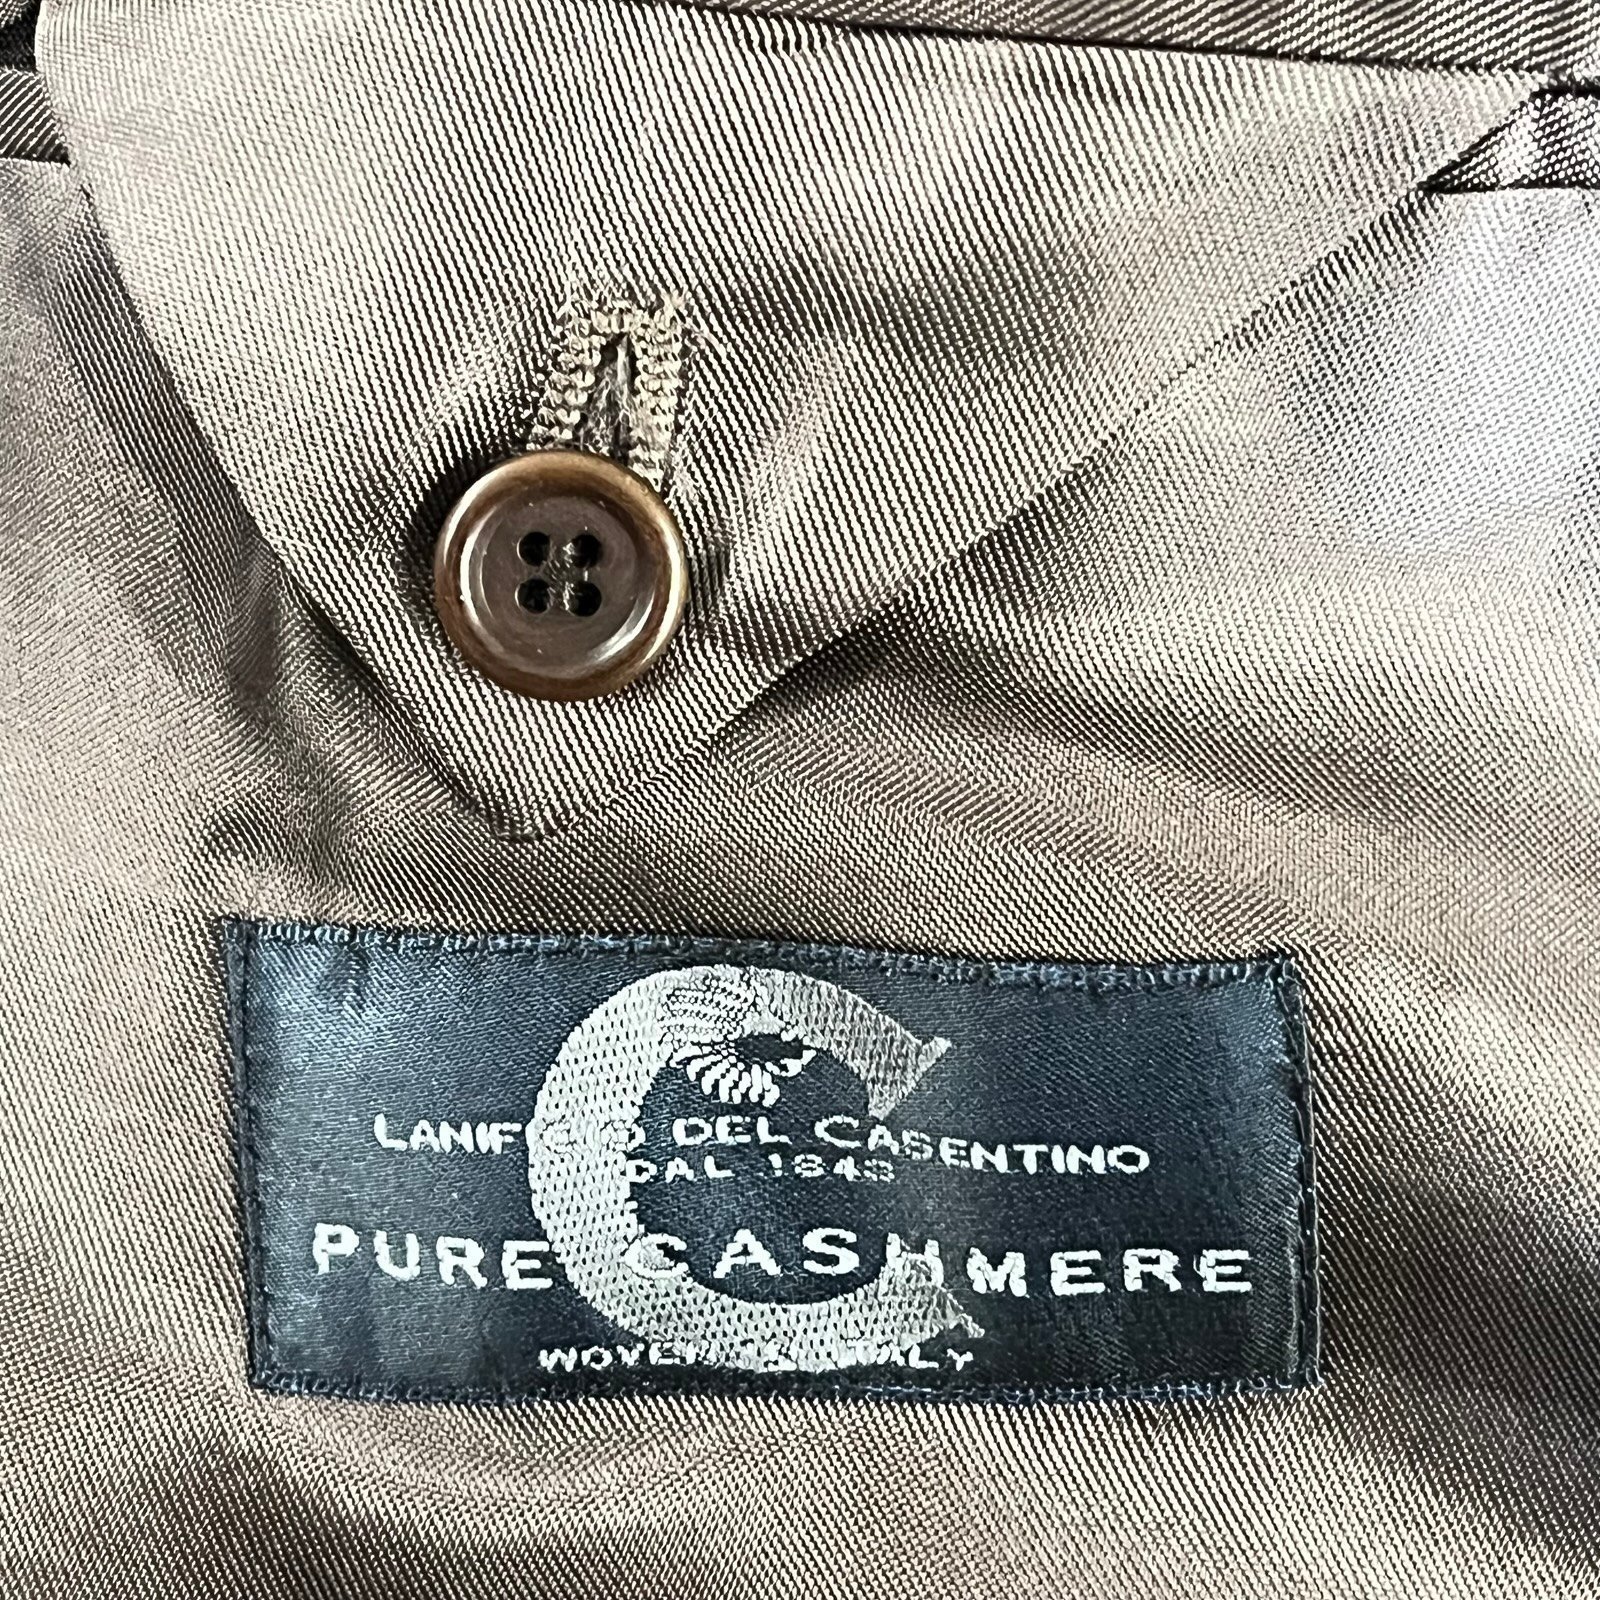 LANIFICIO DEL CASENTINO
DAL 1848
PURE CASHMERE
WOVEN IN ITALY